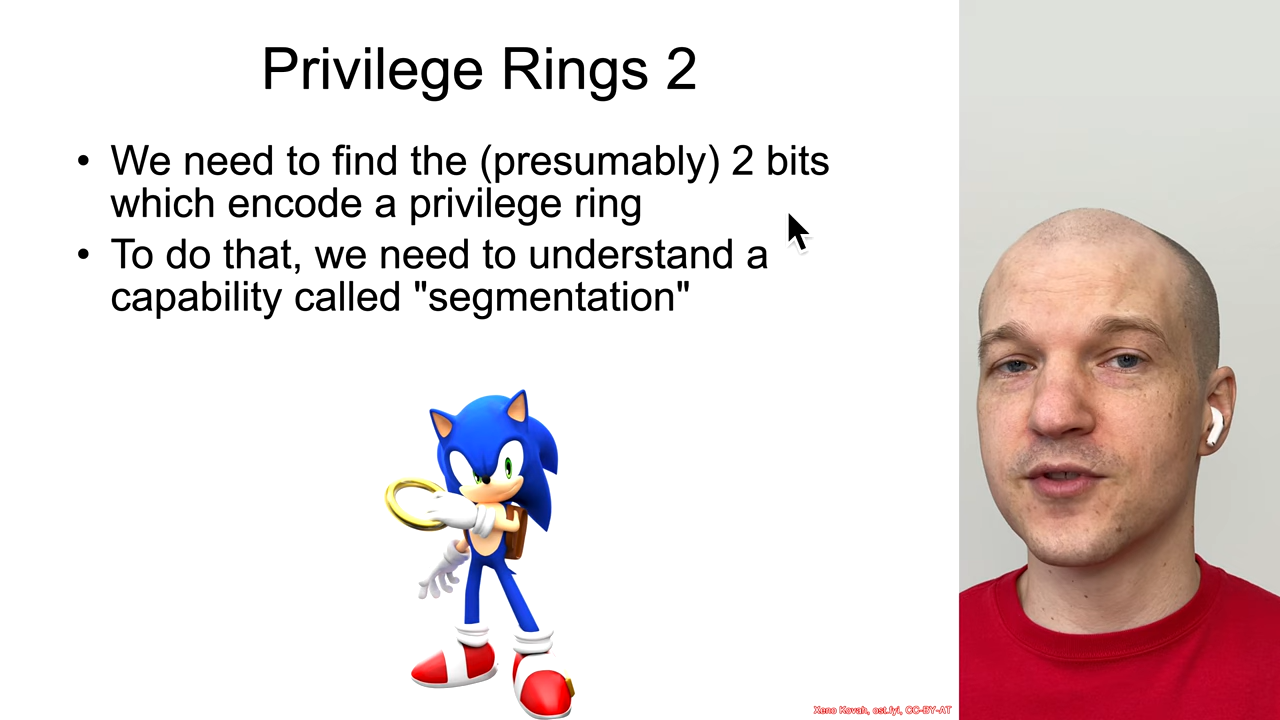 Privilege Rings 2
• We need to find the (presumably) 2 bits
which encode a privilege ring
• To do that, we need to understand a
capability called "segmentation"
Xeno Kovah, ost.fyi, CC-BY-AT